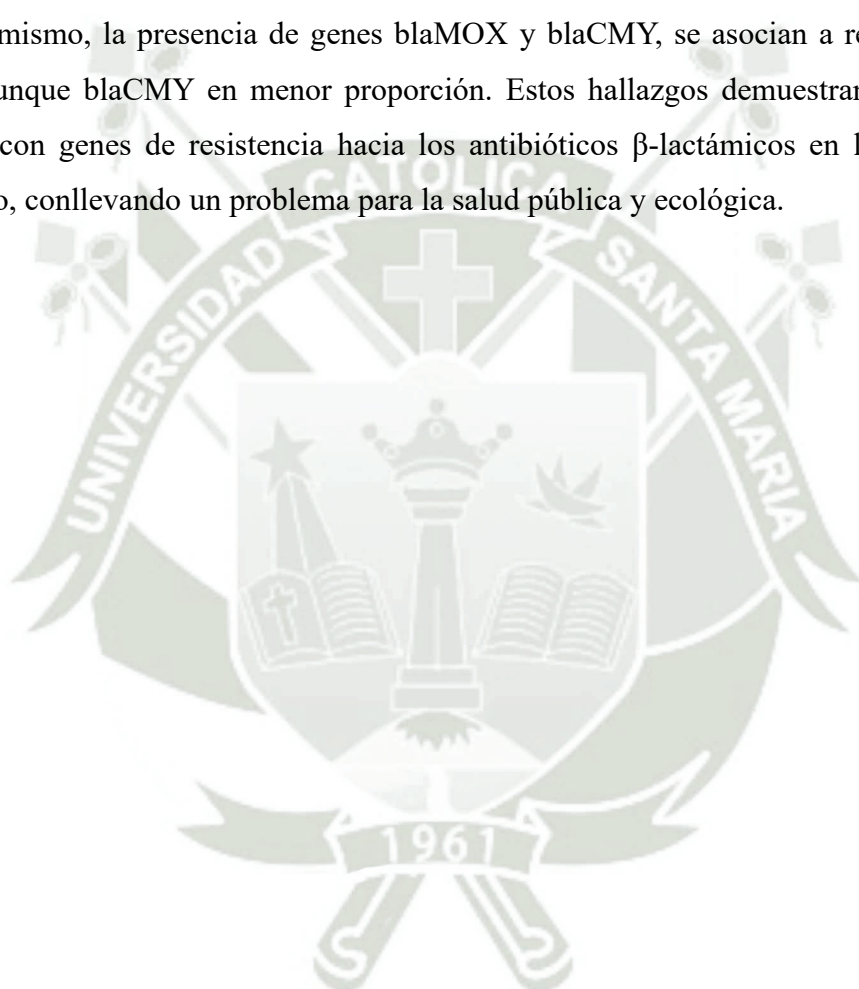 mismo, la presencia de genes blaMOX y blaCMY, se asocian a re
unque blaCMY en menor proporción. Estos hallazgos demuestran
con genes de resistencia hacia los antibióticos β-lactámicos en l
o, conllevando un problema para la salud pública y ecológica.
UNIVERSIDAD
CATÓLICA
SANTA MARIA
1961